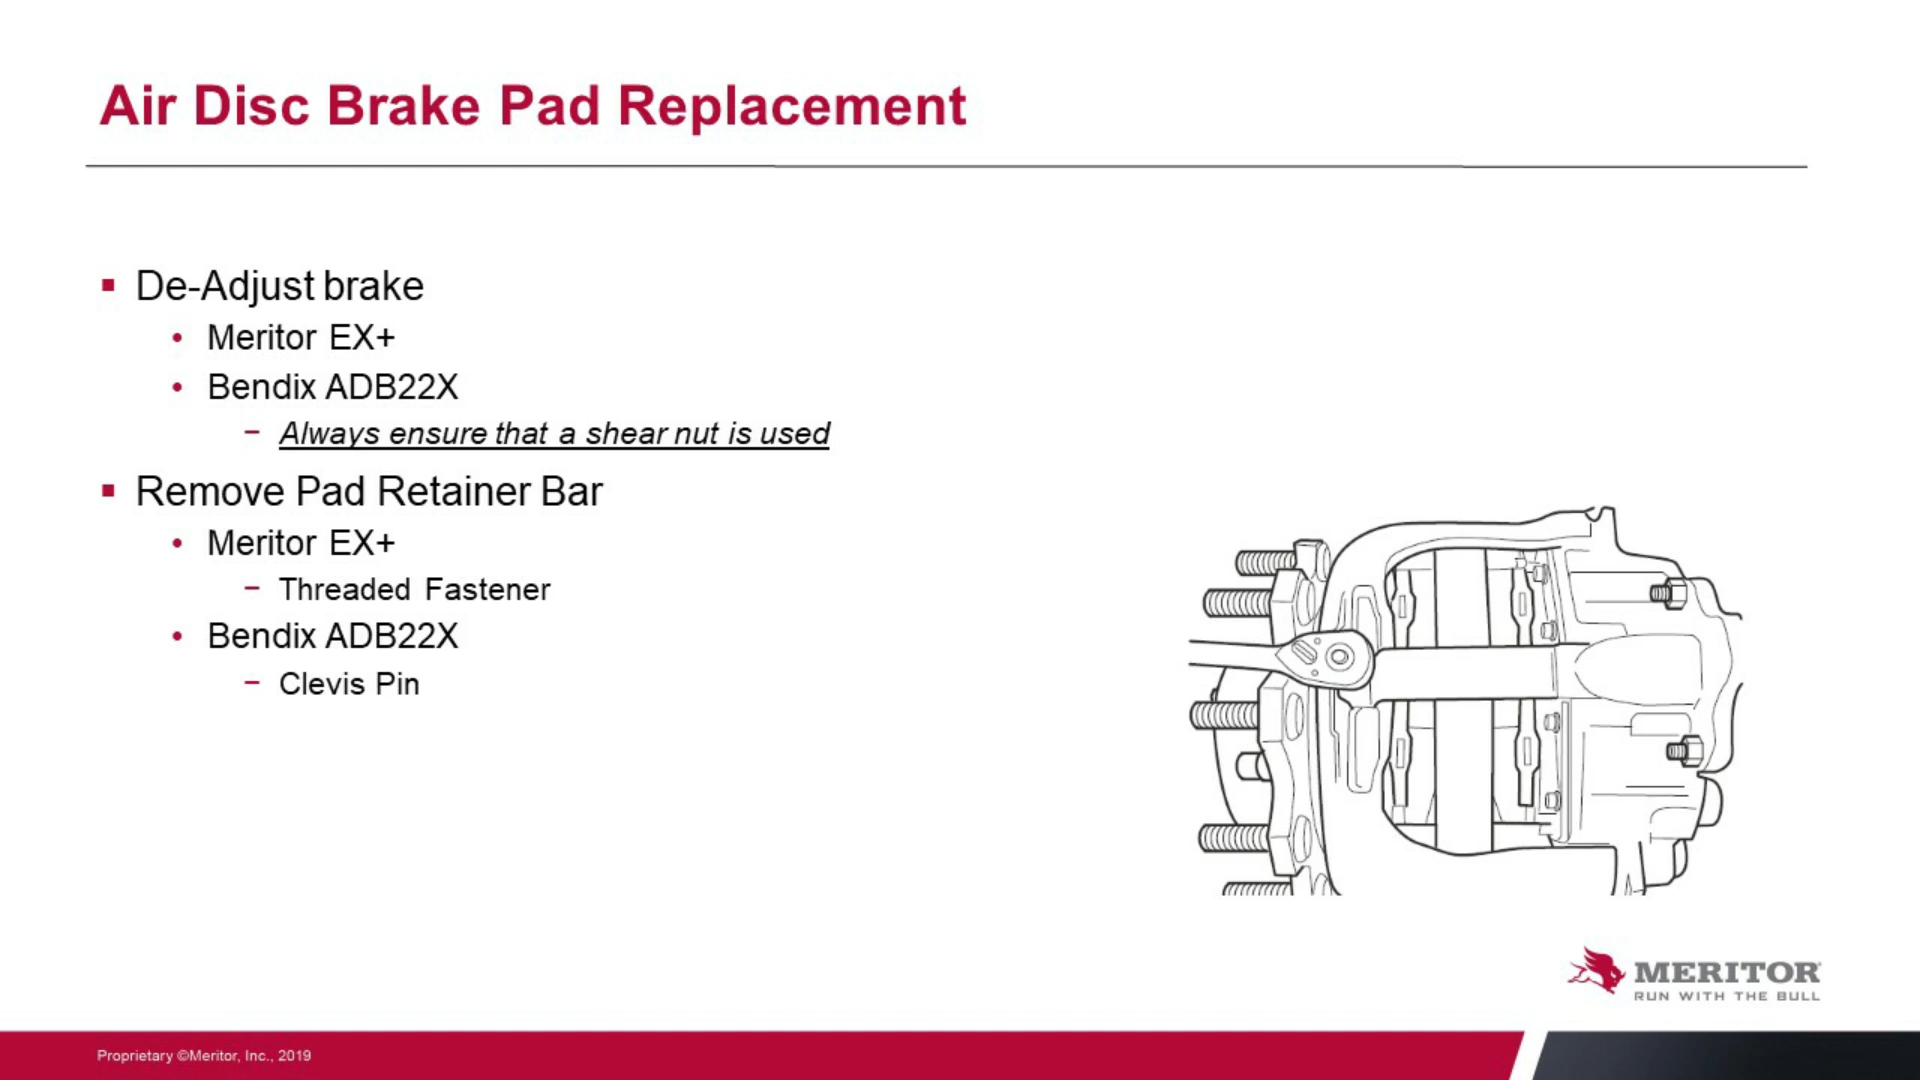 Air Disc Brake Pad Replacement
▪ De-Adjust brake
• Meritor EX+
• Bendix ADB22X
− Always ensure that a shear nut is used
▪ Remove Pad Retainer Bar
• Meritor EX+
− Threaded Fastener
• Bendix ADB22X
− Clevis Pin
MERITOR
RUN WITH THE BULL
Proprietary ©Meritor, Inc., 2019